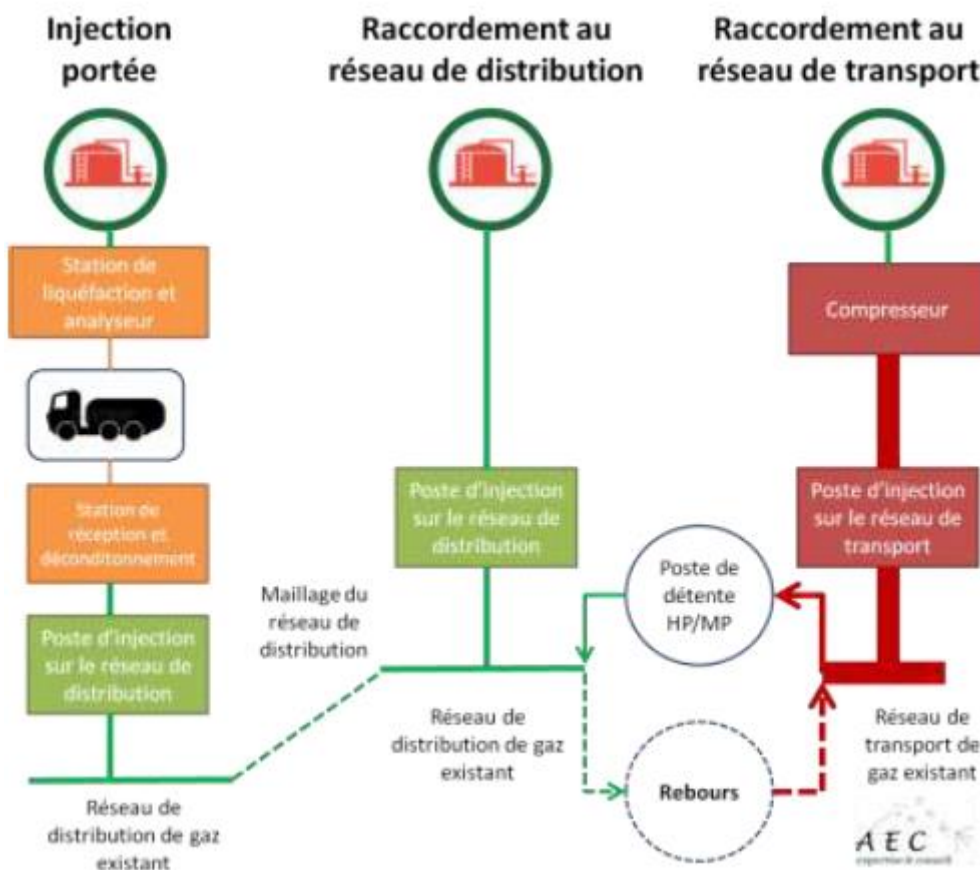 Injection
portée
Raccordement au
réseau de distribution
Raccordement au
réseau de transport
Station de
liquéfaction et
analyseur
Station de
réception et
déconditonnement
Poste d'injection
sur le réseau de
distribution
Réseau de
distribution de gaz
existant
Maillage du
réseau de
distribution
Poste d'injection
sur le réseau de
distribution
Réseau de
distribution de gaz
existant
Poste de
détente
HP/MP
Rebours
Compresseur
Poste d'injection
sur le réseau de
transport
Réseau de
transport de
gaz existant
A E C
expertise & conseil